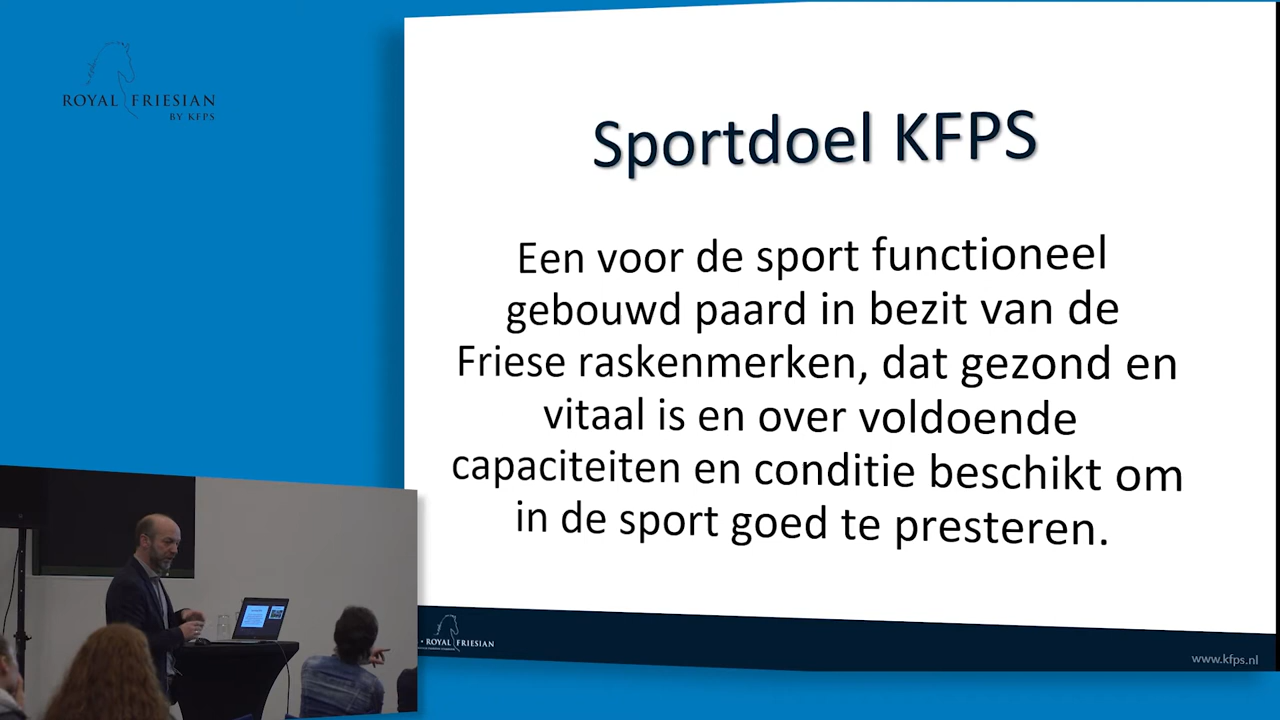 ROYAL FRIESIAN
BY KFPS
Sportdoel KFPS
Een voor de sport functioneel
gebouwd paard in bezit van de
Friese raskenmerken, dat gezond en
vitaal is en over voldoende
capaciteiten en conditie beschikt om
in de sport goed te presteren.
ROYAL FRIESIAN
www.kfps.nl